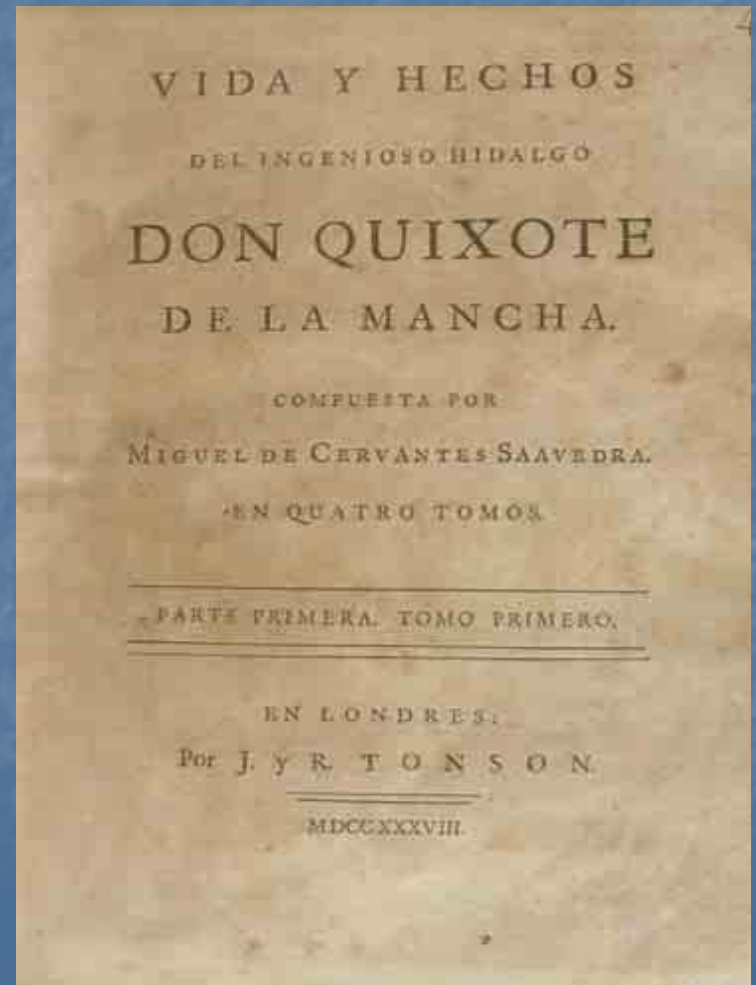 VIDA Y HECHOS
DEL INGENIOSO HIDALGO
DON QUIXOTE
DE LA MANCHA.
COMPUESTA POR
MIGUEL DE CERVANTES SAAVEDRA.
EN QUATRO TOMOS.
PARTE PRIMERA. TOMO PRIMERO.
EN LONDRES:
Por J. y R. TONSON.
MDCCXXXVIII.